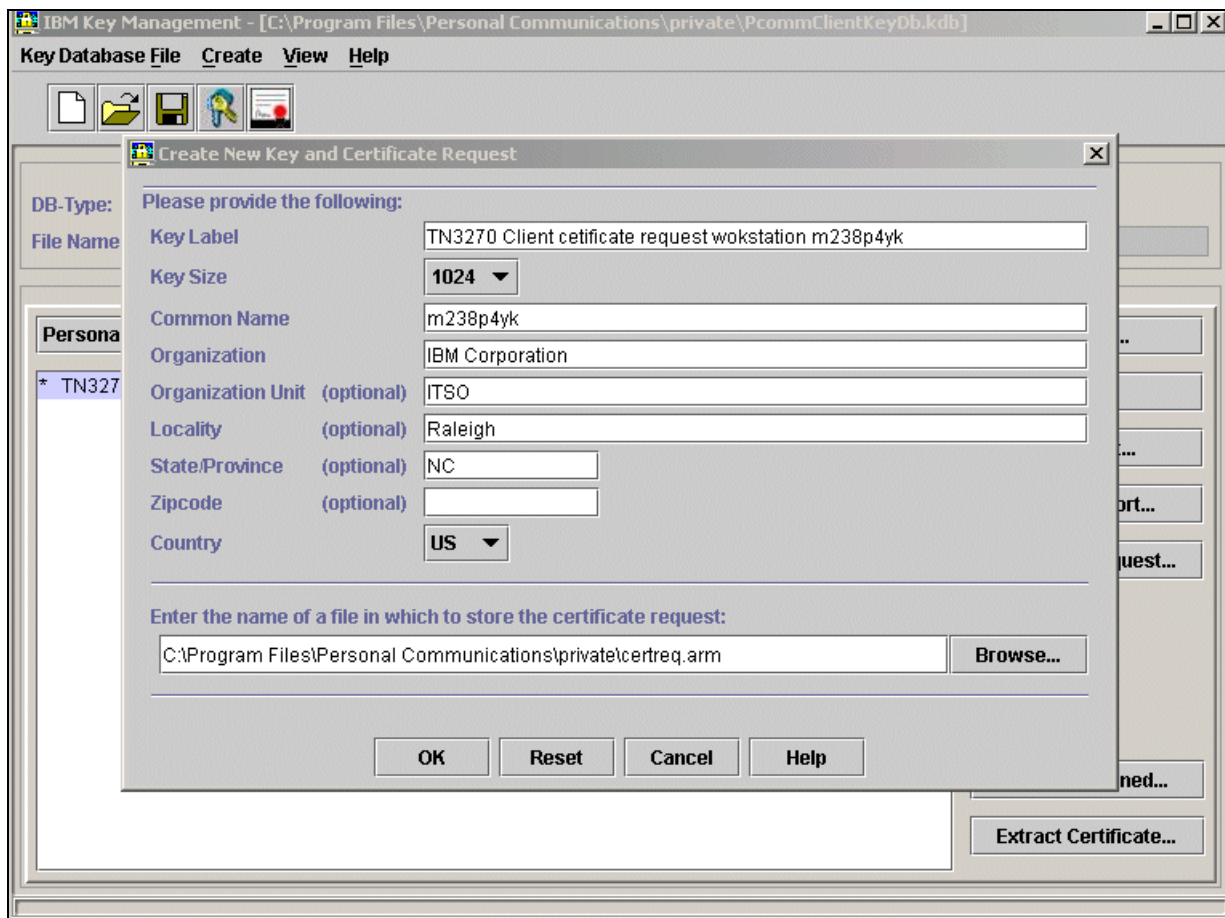 IBM Key Management - [C:\Program Files\Personal Communications\private\PcommClientKeyDb.kdb]
Key Database File Create View Help
Create New Key and Certificate Request
DB-Type:
File Name
Please provide the following:
Key Label TN3270 Client cetificate request wokstation m238p4yk
Key Size 1024
Common Name m238p4yk
Organization IBM Corporation
Organization Unit (optional) ITSO
Locality (optional) Raleigh
State/Province (optional) NC
Zipcode (optional)
Country US
Persona
* TN327
..
...
ort...
quest...
Enter the name of a file in which to store the certificate request:
C:\Program Files\Personal Communications\private\certreq.arm Browse...
OK Reset Cancel Help
ned...
Extract Certificate...